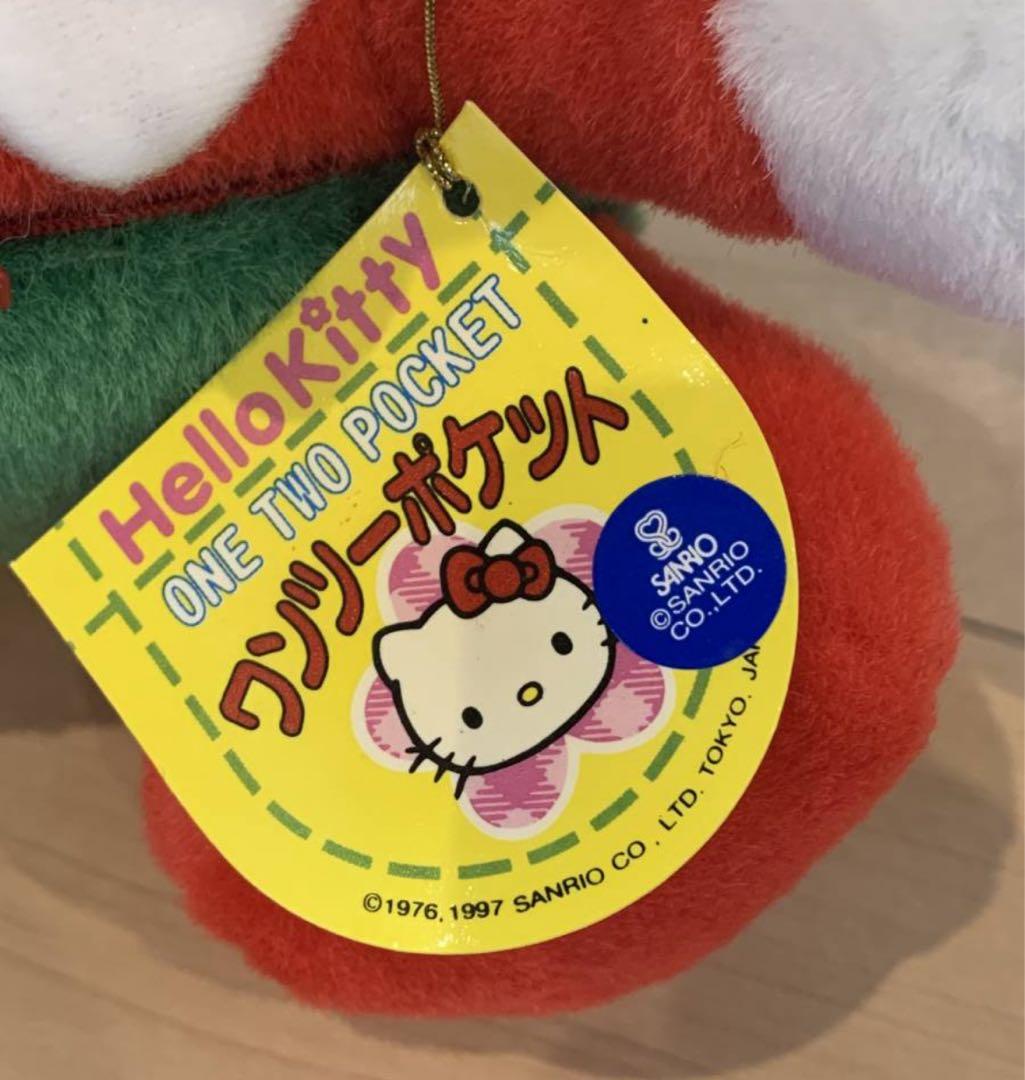 HelloKitty
ONE TWO POCKET
ワンツーポケット
SANRIO
©SANRIO
CO.,LTD.
©1976, 1997 SANRIO CO., LTD. TOKYO.